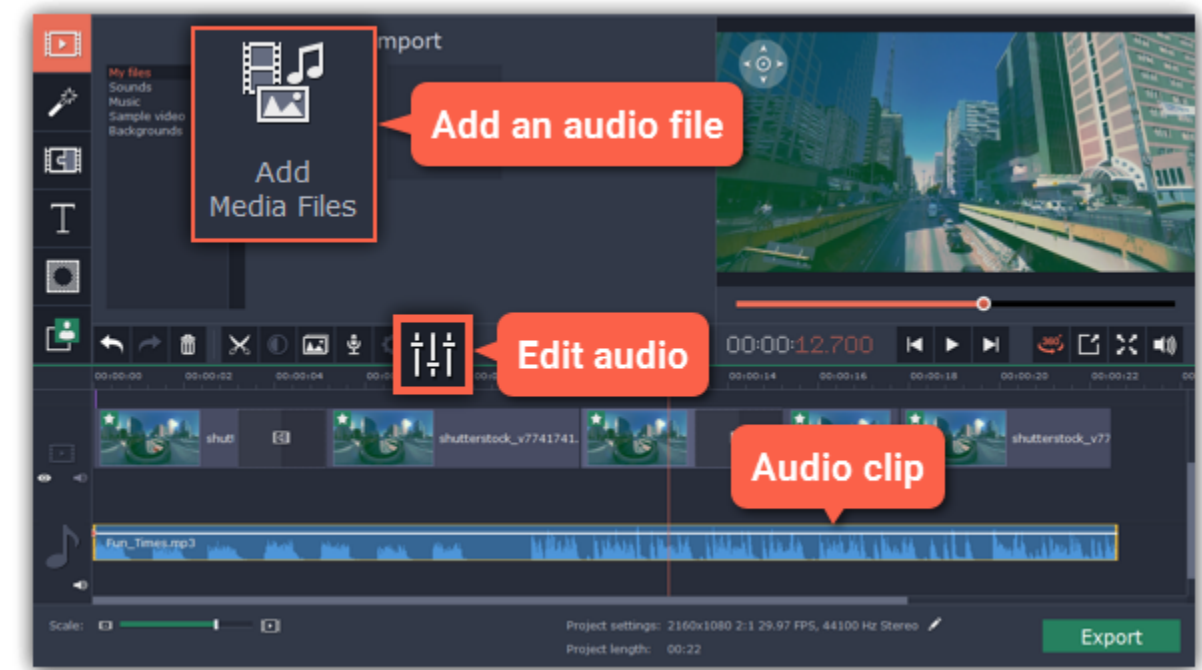 mport
My files
Sounds
Music
Sample video
Backgrounds
Add
Media Files
Add an audio file
T
Edit audio
00:00:12.700
360°
00:00:00 00:00:02 00:00:04 00:00:14 00:00:16 00:00:18 00:00:20 00:00:22
shutt
shutterstock_v7741741.
shutterstock_v77
Audio clip
Fun_Times.mp3
Scale:
Project settings: 2160x1080 2:1 29.97 FPS, 44100 Hz Stereo
Project length: 00:22
Export